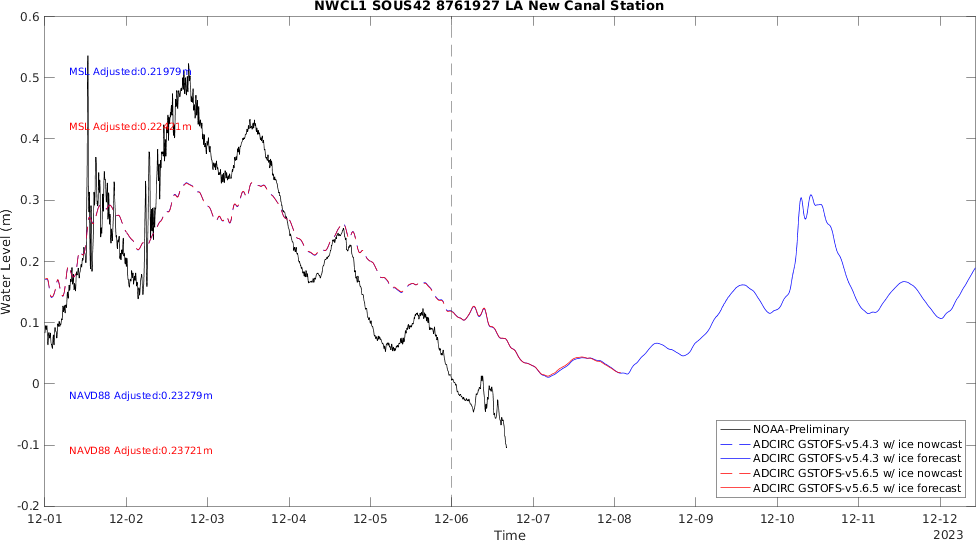 NWCL1 SOUS42 8761927 LA New Canal Station
0.6
0.5
0.4
0.3
0.2
0.1
0
-0.1
-0.2
Water Level (m)
MSL Adjusted:0.21979m
MSL Adjusted:
NAVD88 Adjusted:0.23279m
NAVD88 Adjusted:0.23721m
NOAA-Preliminary
ADCIRC GSTOFS-v5.4.3 w/ ice nowcast
ADCIRC GSTOFS-v5.4.3 w/ ice forecast
ADCIRC GSTOFS-v5.6.5 w/ ice nowcast
ADCIRC GSTOFS-v5.6.5 w/ ice forecast
12-01 12-02 12-03 12-04 12-05 12-06 12-07 12-08 12-09 12-10 12-11 12-12
Time
2023